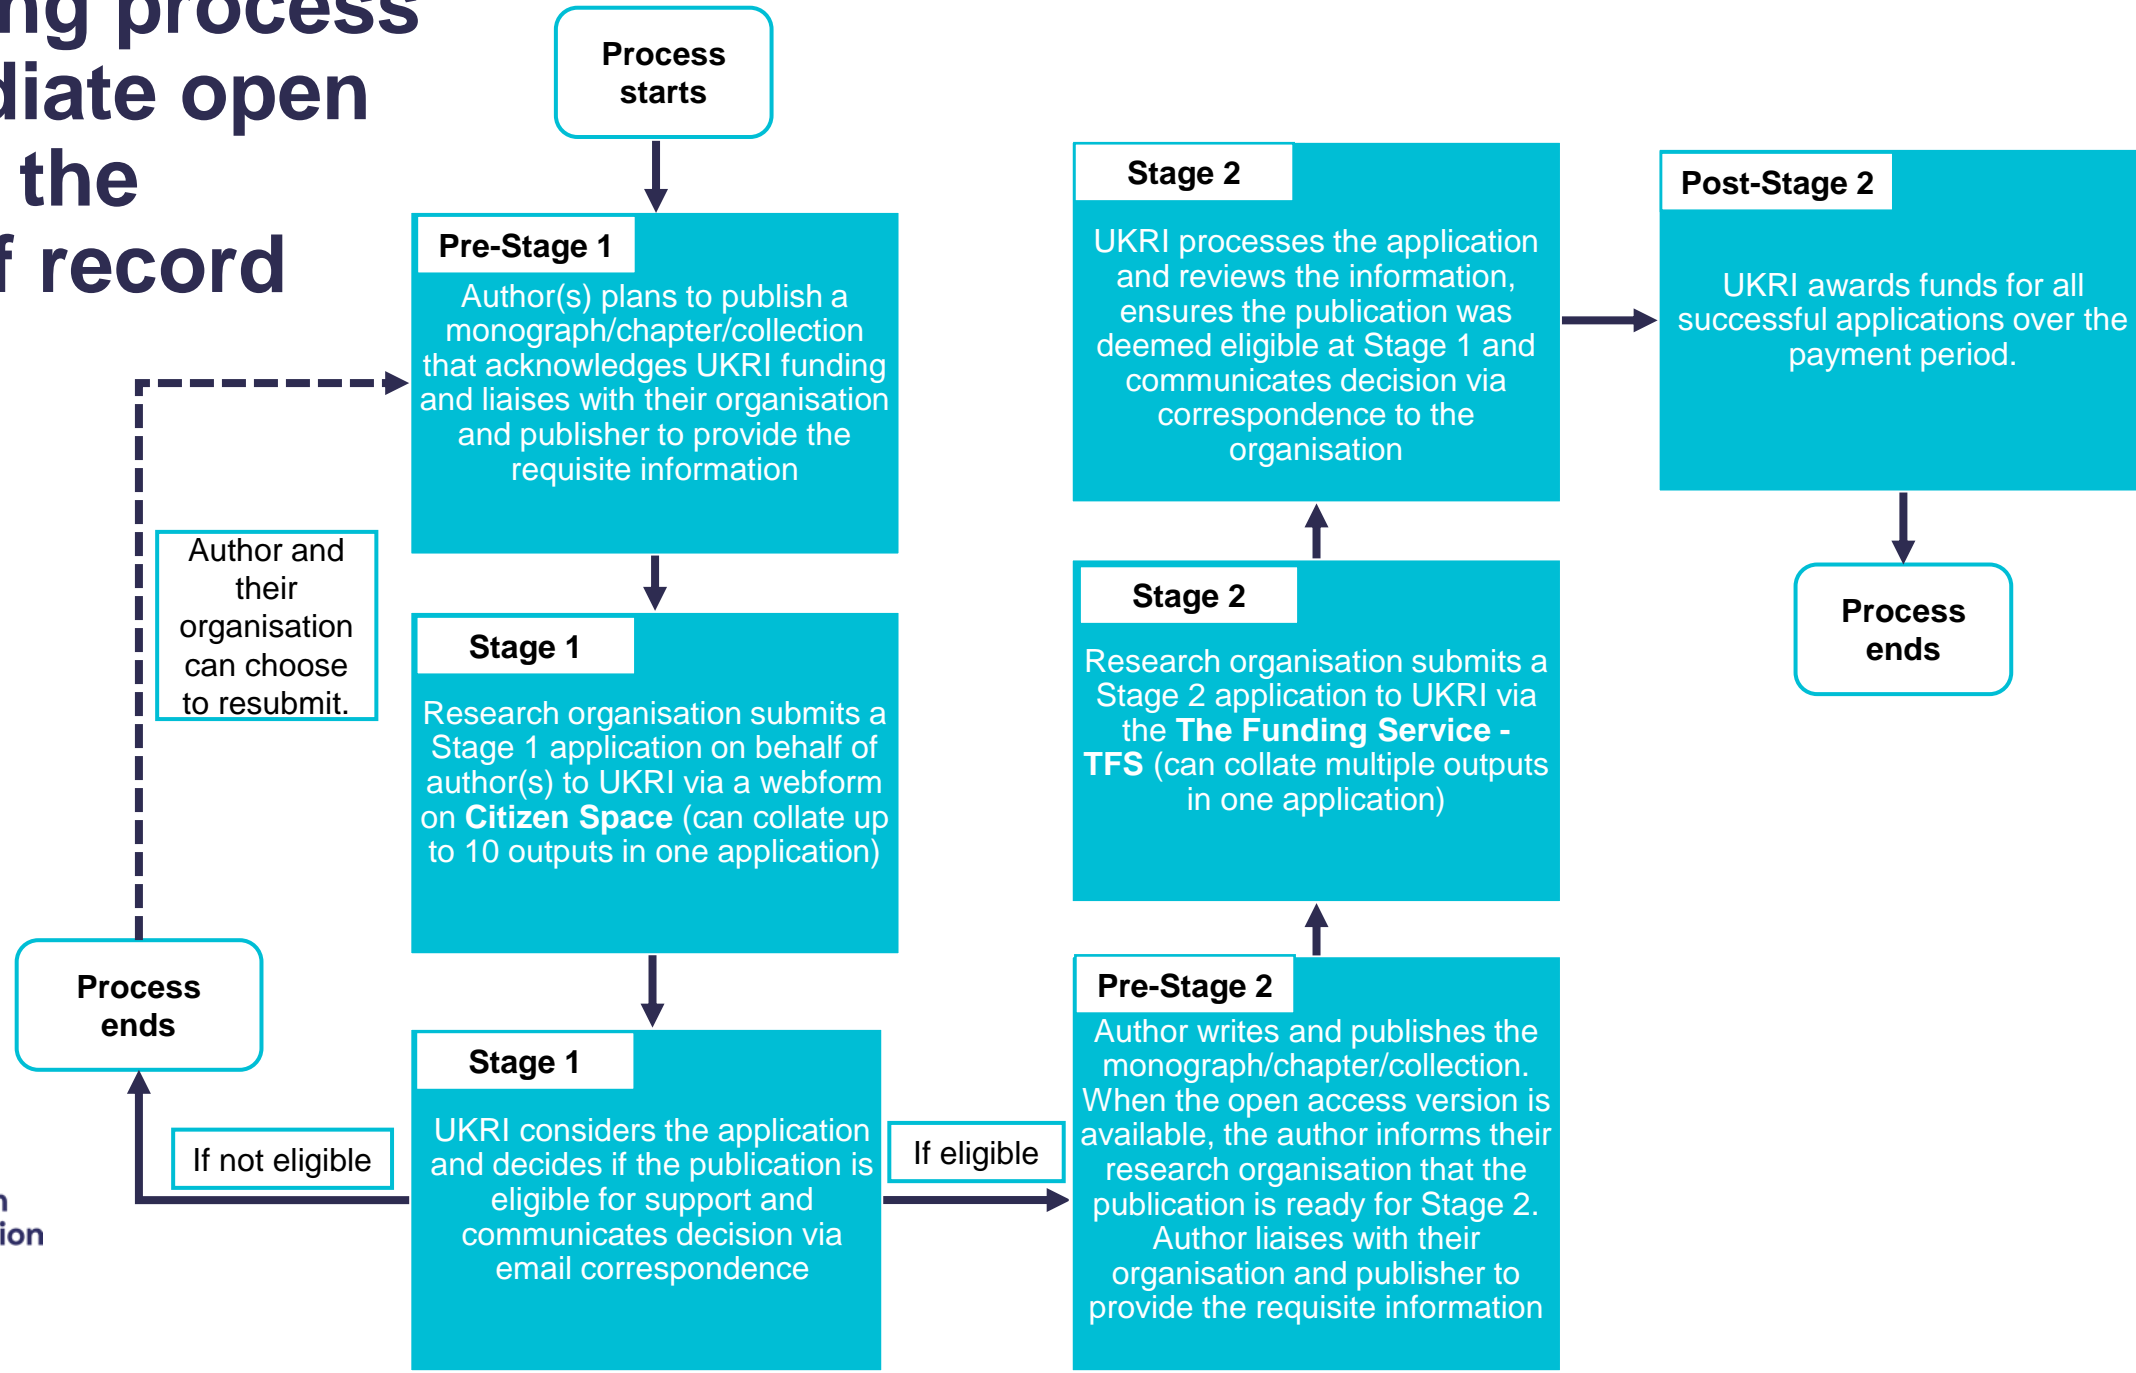 ng process
diate open
the
f record
Process
starts
Pre-Stage 1
Author(s) plans to publish a
monograph/chapter/collection
that acknowledges UKRI funding
and liaises with their organisation
and publisher to provide the
requisite information
Author and
their
organisation
can choose
to resubmit.
Stage 1
Research organisation submits a
Stage 1 application on behalf of
author(s) to UKRI via a webform
on Citizen Space (can collate up
to 10 outputs in one application)
Process
ends
Stage 1
UKRI considers the application
and decides if the publication is
eligible for support and
communicates decision via
email correspondence
If not eligible
If eligible
n
ion
Pre-Stage 2
Author writes and publishes the
monograph/chapter/collection.
When the open access version is
available, the author informs their
research organisation that the
publication is ready for Stage 2.
Author liaises with their
organisation and publisher to
provide the requisite information
Stage 2
Research organisation submits a
Stage 2 application to UKRI via
the The Funding Service -
TFS (can collate multiple outputs
in one application)
Stage 2
UKRI processes the application
and reviews the information,
ensures the publication was
deemed eligible at Stage 1 and
communicates decision via
correspondence to the
organisation
Post-Stage 2
UKRI awards funds for all
successful applications over the
payment period.
Process
ends